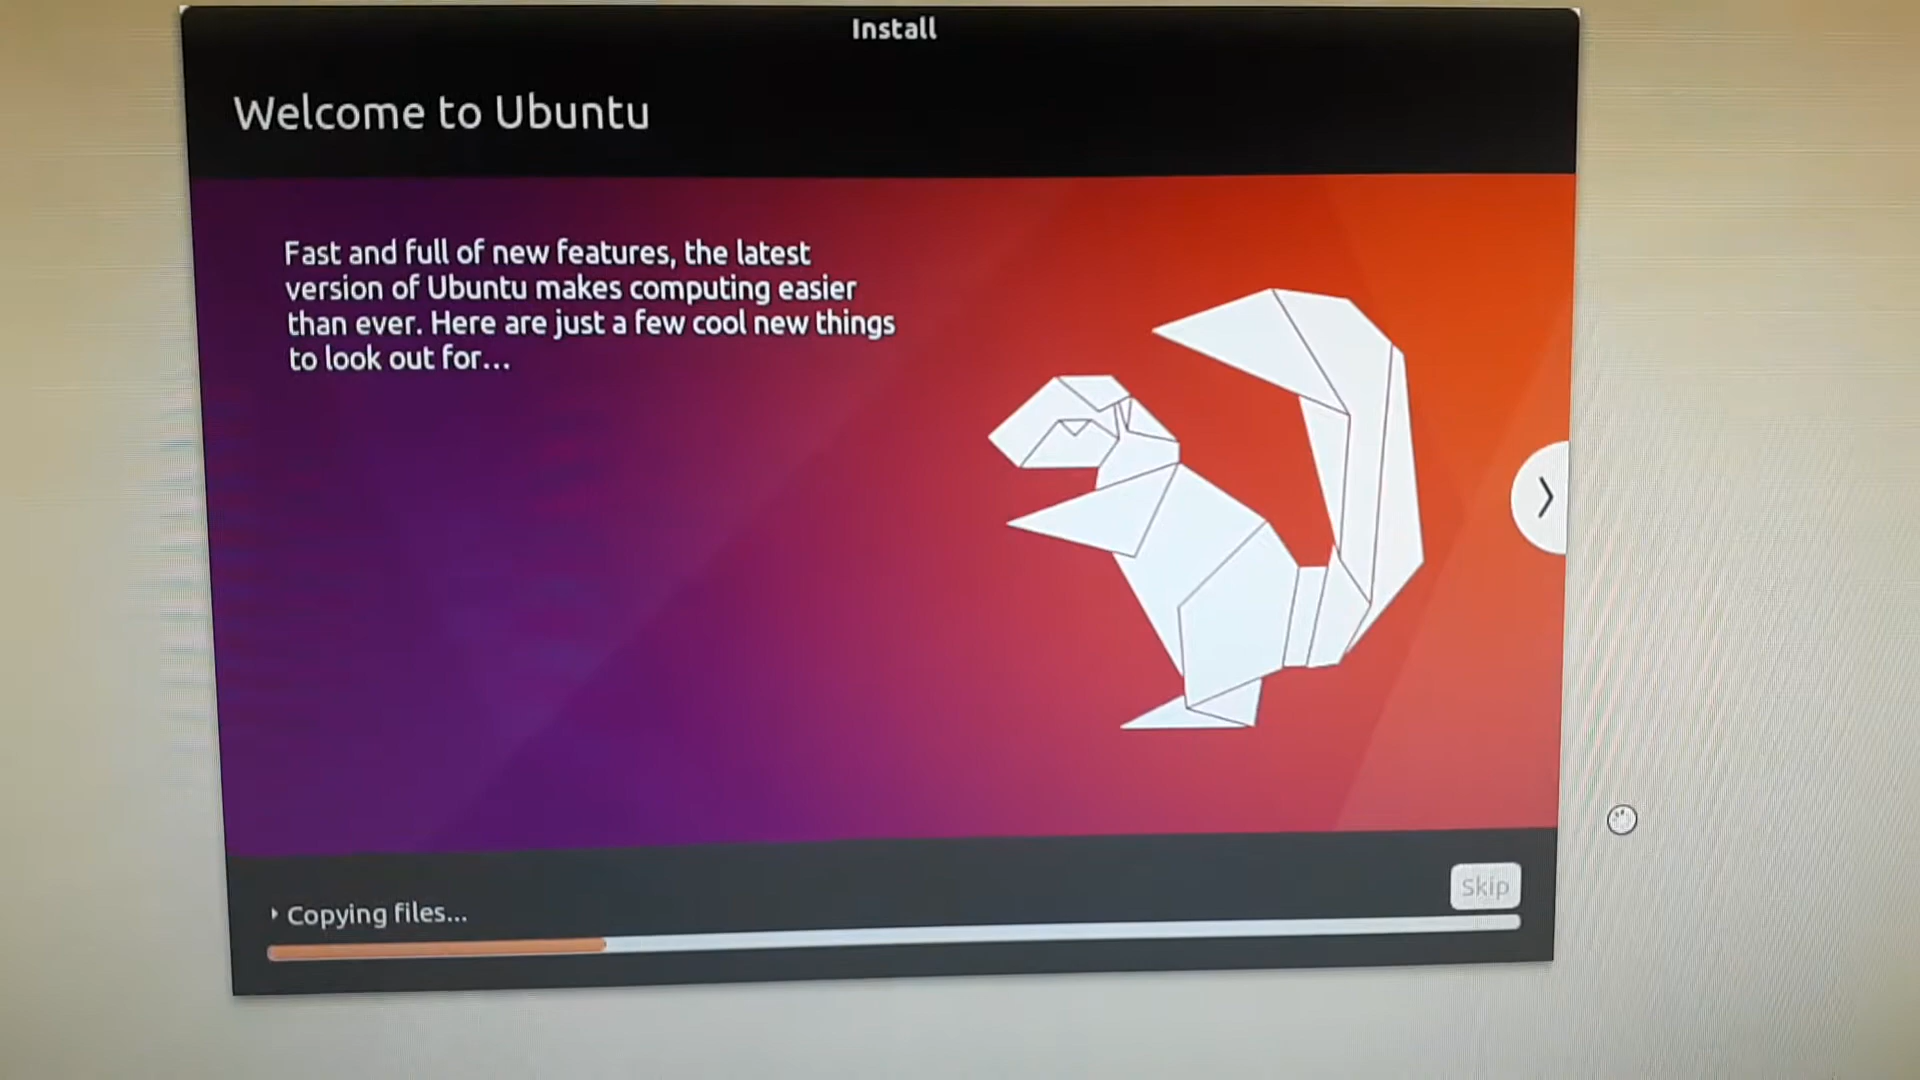 Install
Welcome to Ubuntu
Fast and full of new features, the latest
version of Ubuntu makes computing easier
than ever. Here are just a few cool new things
to look out for...
Skip
Copying files...